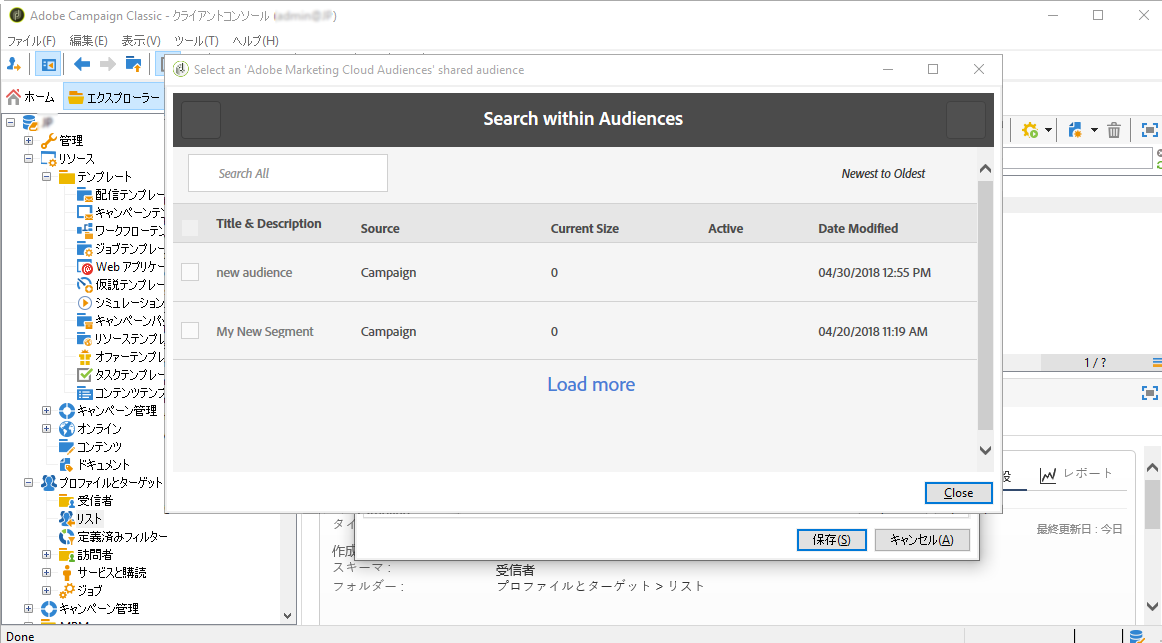 Adobe Campaign Classic - クライアントコンソール
ファイル(F) 編集(E) 表示(V) ツール(T) ヘルプ(H)
ホーム エクスプローラー
管理
リソース
テンプレート
配信テンプレー
キャンペーンテン
ワークフローテン
ジョブテンプレー
Web アプリケー
仮説テンプレー
シミュレーション
キャンペーンパッ
リソーステンプレ
オファーテンプレ
タスクテンプレー
コンテンツテンプ
キャンペーン管理
オンライン
コンテンツ
ドキュメント
プロファイルとターゲット
受信者
リスト
定義済みフィルター
訪問者
サービスと購読
ジョブ
キャンペーン管理
Select an 'Adobe Marketing Cloud Audiences' shared audience
Search within Audiences
Search All Newest to Oldest
Title & Description Source Current Size Active Date Modified
new audience Campaign 0 04/30/2018 12:55 PM
My New Segment Campaign 0 04/20/2018 11:19 AM
Load more
Close
1 / ?
レポート
最終更新日 : 今日
保存(S) キャンセル(A)
タイ
作成
スキーマ : 受信者
フォルダー : プロファイルとターゲット > リスト
Done